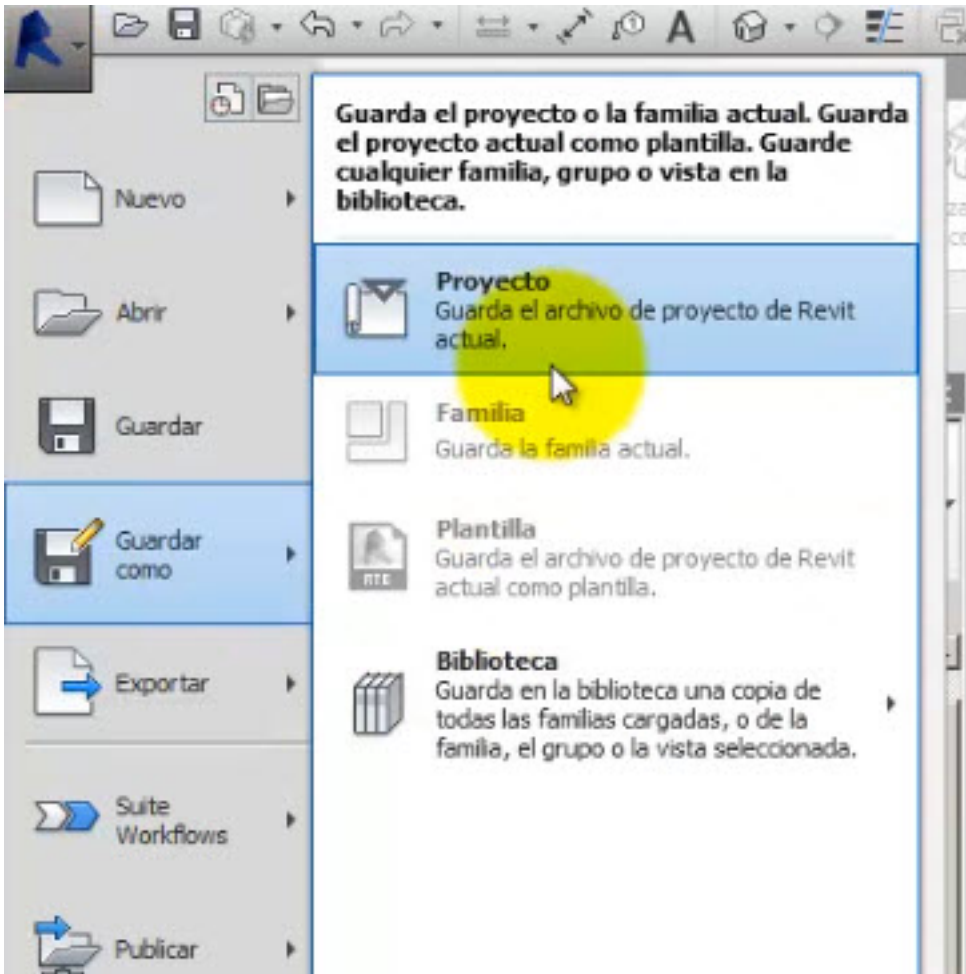 Guarda el proyecto o la familia actual. Guarda
el proyecto actual como plantilla. Guarde
cualquier familia, grupo o vista en la
biblioteca.
Nuevo
Abrir
Guardar
Guardar
como
Exportar
Suite
Workflows
Publicar
Proyecto
Guarda el archivo de proyecto de Revit
actual.
Familia
Guarda la familia actual.
Plantilla
Guarda el archivo de proyecto de Revit
actual como plantilla.
RTE
Biblioteca
Guarda en la biblioteca una copia de
todas las familias cargadas, o de la
familia, el grupo o la vista seleccionada.